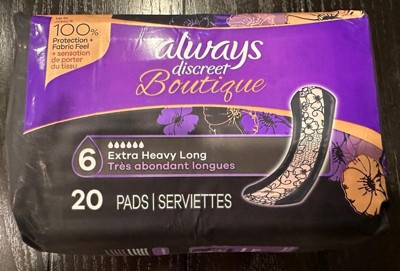 100%
Protection +
Fabric Feel
+ sensation
de porter
du tissu
always
discreet
Boutique
6
Extra Heavy Long
Très abondant longues
20 PADS | SERVIETTES